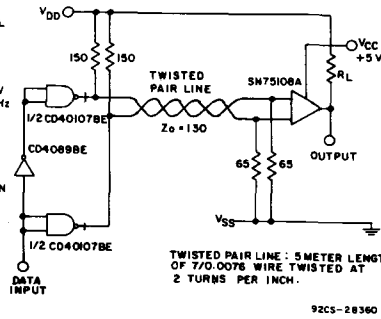 VDD
150
150
TWISTED
PAIR LINE
SN75108A
VCC
+5 V
RL
1/2 CD40107BE
Zo = 130
CD4089BE
65
65
OUTPUT
1/2 CD40107BE
VSS
DATA
INPUT
TWISTED PAIR LINE : 5 METER LENGT
OF 7/0.0076 WIRE TWISTED AT
2 TURNS PER INCH.
92CS-28360